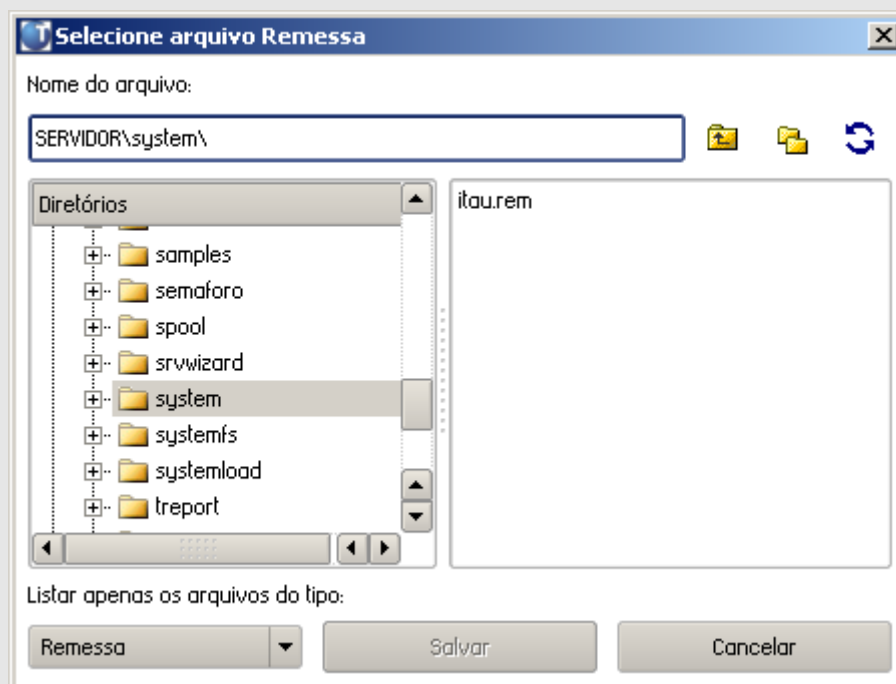 Selecione arquivo Remessa
Nome do arquivo:
SERVIDOR\system\
Diretórios
samples
semaforo
spool
srvwizard
system
systemfs
systemload
treport
itau.rem
Listar apenas os arquivos do tipo:
Remessa
Salvar
Cancelar